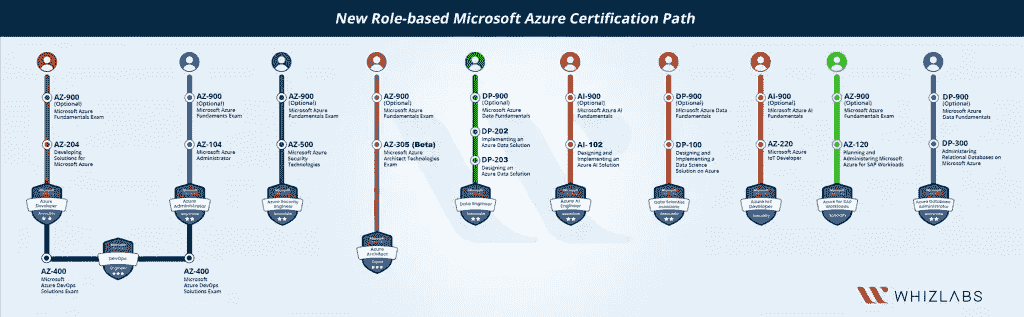 New Role-based Microsoft Azure Certification Path
AZ-900
(Optional)
Microsoft Azure
Fundamentals Exam
AZ-204
Developing
Solutions for
Microsoft Azure
Azure
Developer
Associate
AZ-400
Microsoft
Azure DevOps
Solutions Exam
DevOps
Engineer
AZ-900
(Optional)
Microsoft Azure
Fundaments Exam
AZ-104
Microsoft Azure
Administrator
Azure
Administrator
AZ-400
Microsoft
Azure DevOps
Solutions Exam
AZ-900
(Optional)
Microsoft Azure
Fundamentals Exam
AZ-500
Microsoft
Azure Security
Technologies
Azure Security
Engineer
AZ-900
(Optional)
Microsoft Azure
Fundamentals Exam
AZ-305 (Beta)
Microsoft Azure
Architect Technologies
Exam
Azure
Architect
Expert
DP-900
(Optional)
Microsoft Azure
Data Fundamentals
DP-202
Implementing an
Azure Data Solution
DP-203
Designing an
Azure Data Solution
Data Engineer
Associate
AI-900
(Optional)
Microsoft Azure AI
Fundamentals
AI-102
Designing and
Implementing an
Azure AI Solution
Azure AI
Engineer
DP-900
(Optional)
Microsoft Azure Data
Fundamentals
DP-100
Designing and
Implementing a
Data Science
Solution on Azure
Data Scientist
Associate
AI-900
(Optional)
Microsoft Azure AI
Fundamentals
AZ-220
Microsoft Azure
IoT Developer
Azure IoT
Developer
Specialty
AZ-900
(Optional)
Microsoft Azure
Fundamentals Exam
AZ-120
Planning and
Administering Microsoft
Azure for SAP Workloads
Azure for SAP
Workloads
Specialty
DP-900
(Optional)
Microsoft Azure
Data Fundamentals
DP-300
Administering
Relational Databases on
Microsoft Azure
Azure Database
Administrator
WHIZLABS